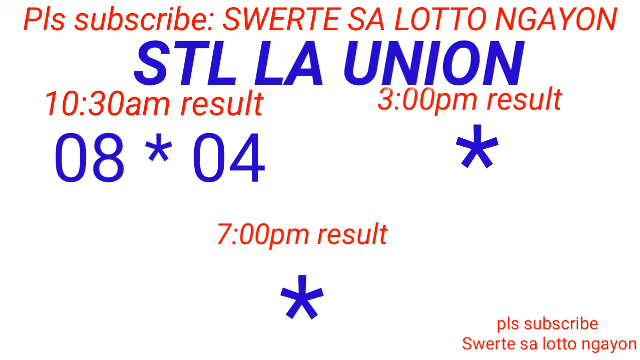 Pls subscribe: SWERTE SA LOTTO NGAYON
STL LA UNION
10:30am result
3:00pm result
08 * 04
*
7:00pm result
*
pls subscribe
Swerte sa lotto ngayon